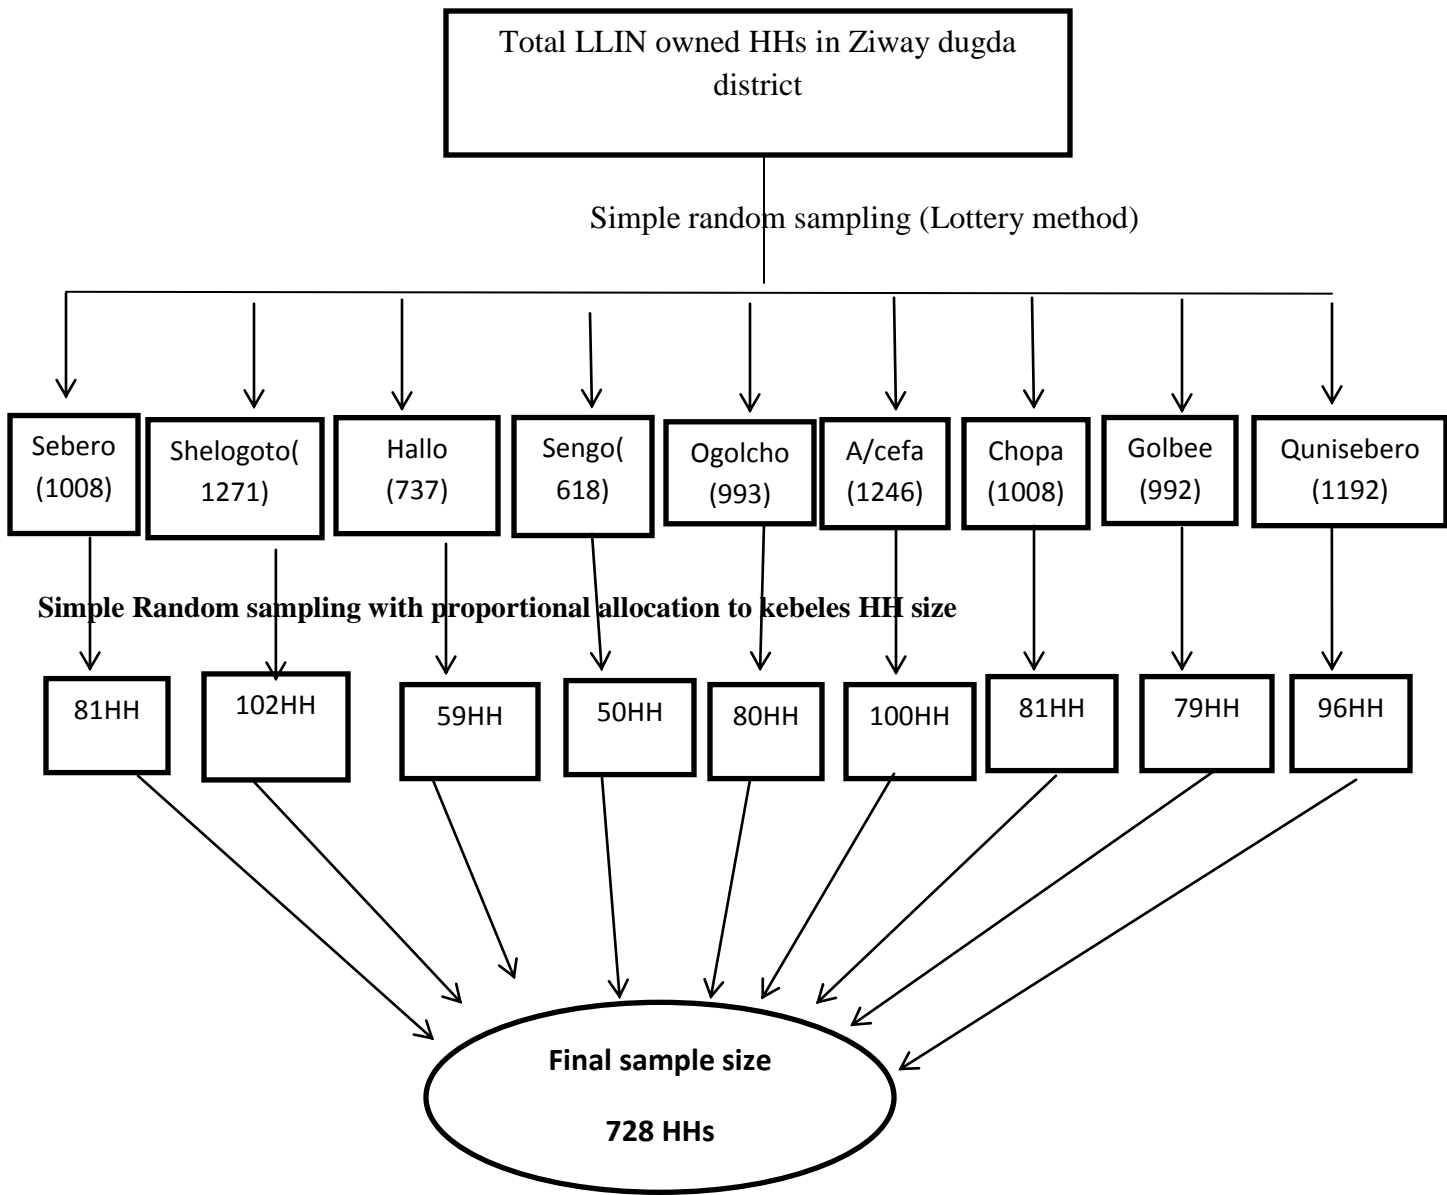 Total LLIN owned HHs in Ziway dugda
district
Simple random sampling (Lottery method)
Sebero
(1008)
Shelogoto(
1271)
Hallo
(737)
Sengo(
618)
Ogolcho
(993)
A/cefa
(1246)
Chopa
(1008)
Golbee
(992)
Qunisebero
(1192)
Simple Random sampling with proportional allocation to kebeles HH size
81HH
102HH
59HH
50HH
80HH
100HH
81HH
79HH
96HH
Final sample size
728 HHs